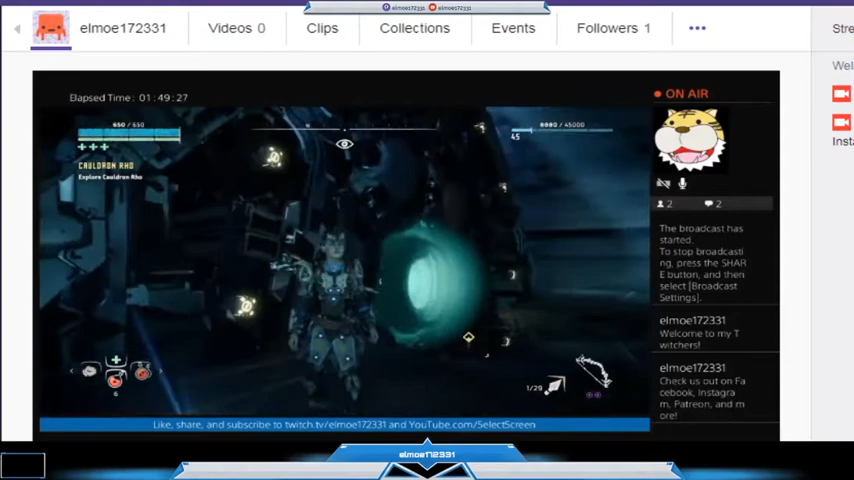 elmoe172331 elmoe172331
elmoe172331 Videos 0 Clips Collections Events Followers 1 •••
Stre
Wel
Insta
Elapsed Time : 01:49:27
ON AIR
650 / 650
CAULDRON RHO
Explore Cauldron Rho
8080 / 45000
45
2 2
The broadcast has
started.
To stop broadcasti
ng, press the SHAR
E button, and then
select [Broadcast
Settings].
elmoe172331
Welcome to my T
witchers!
elmoe172331
Check us out on Fa
cebook, Instagra
m, Patreon, and m
ore!
6
1/29
Like, share, and subscribe to twitch.tv/elmoe172331 and YouTube.com/SelectScreen
elmoe172331